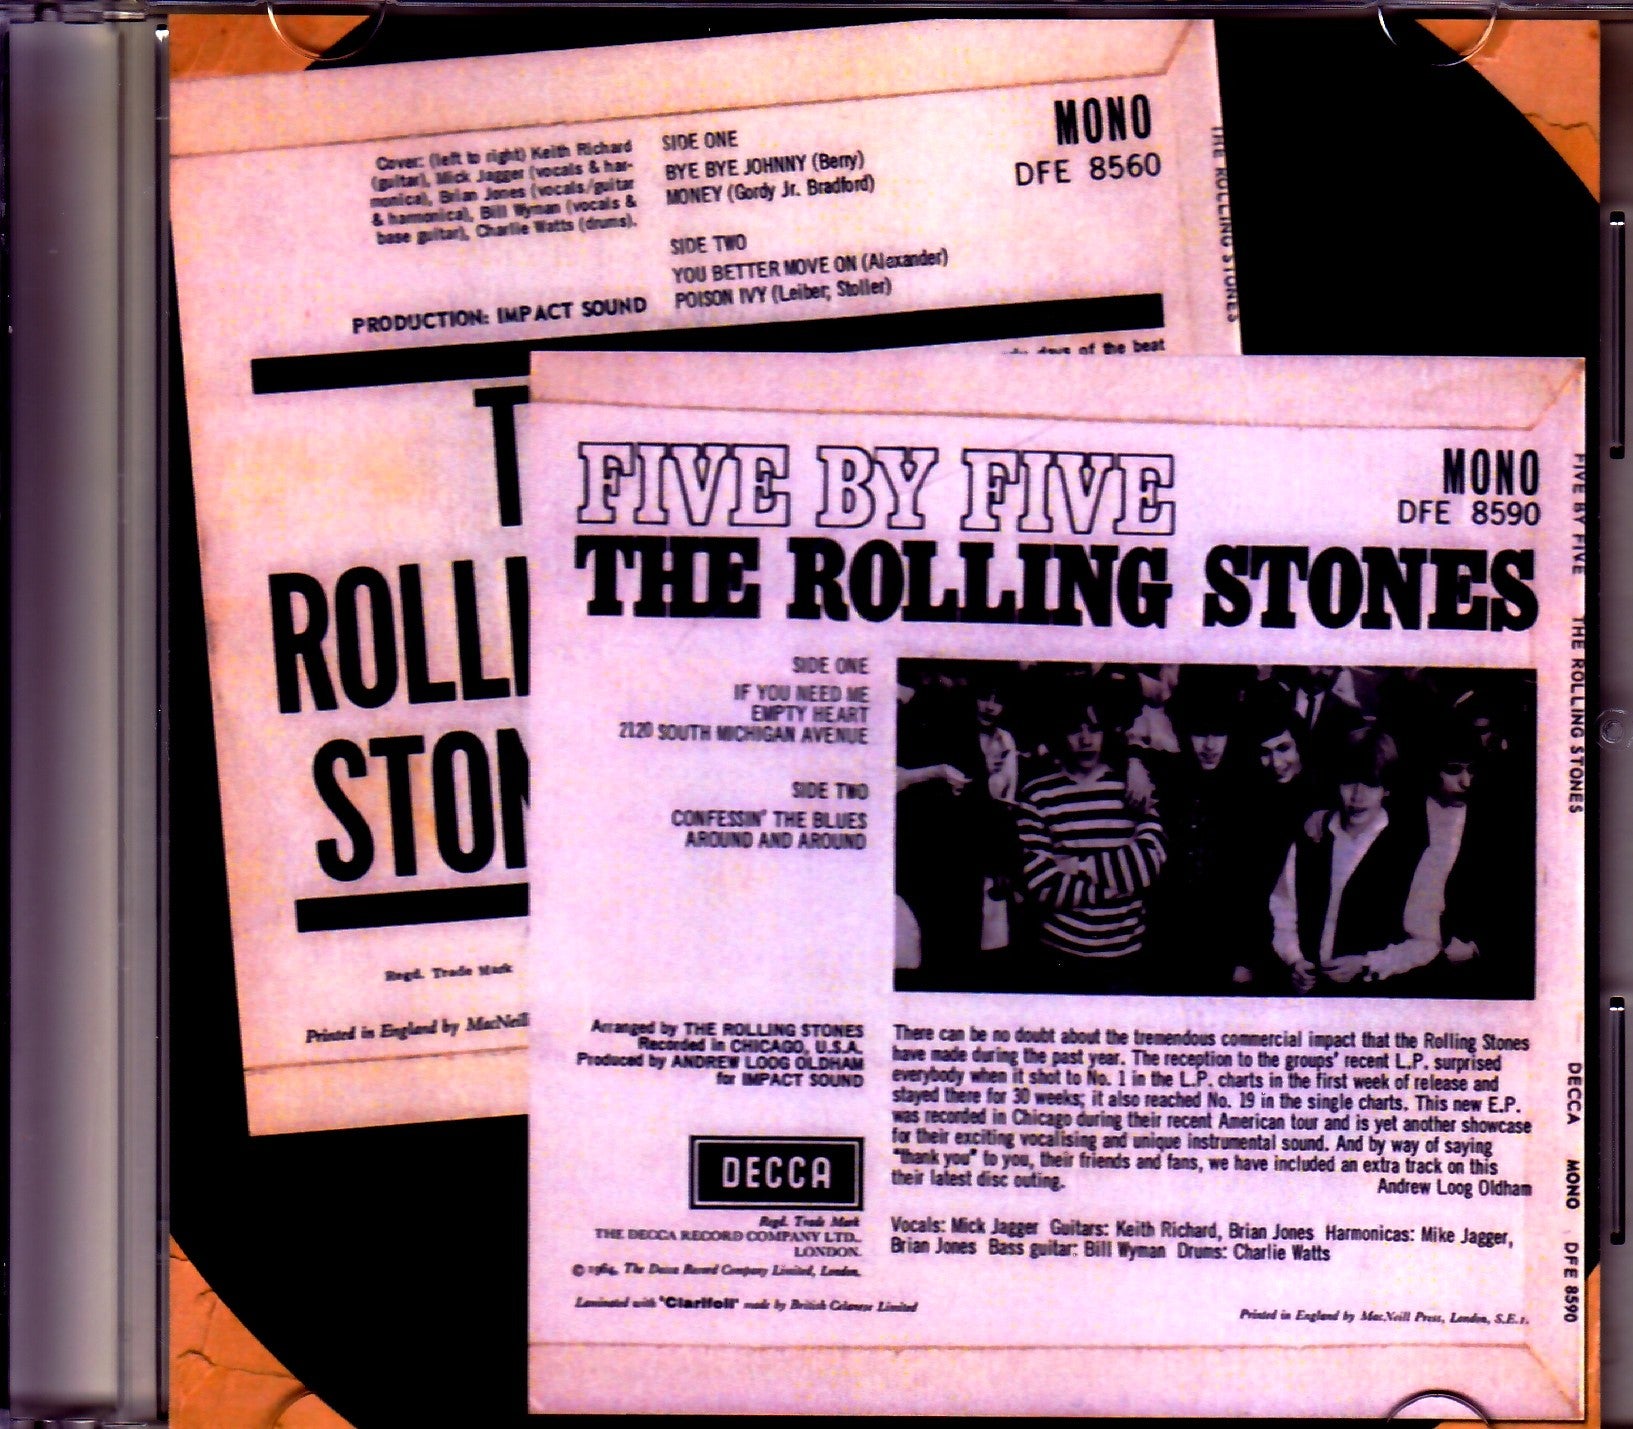 Cover: (left to right) Keith Richard
(guitar), Mick Jagger (vocals & har-
monica), Brian Jones (vocals/guitar
& harmonica), Bill Wyman (vocals &
base guitar), Charlie Watts (drums).
PRODUCTION: IMPACT SOUND
SIDE ONE
BYE BYE JOHNNY (Berry)
MONEY (Gordy Jr. Bradford)
SIDE TWO
YOU BETTER MOVE ON (Alexander)
POISON IVY (Leiber, Stoller)
MONO
DFE 8560
THE ROLLING STONES
days of the beat
T
ROLLI
STON
Regd. Trade Mark
Printed in England by MacNeill
FIVE BY FIVE
THE ROLLING STONES
MONO
DFE 8590
SIDE ONE
IF YOU NEED ME
EMPTY HEART
2120 SOUTH MICHIGAN AVENUE
SIDE TWO
CONFESSIN' THE BLUES
AROUND AND AROUND
Arranged by THE ROLLING STONES
Recorded in CHICAGO, U.S.A.
Produced by ANDREW LOOG OLDHAM
for IMPACT SOUND
DECCA
Regd. Trade Mark
THE DECCA RECORD COMPANY LTD.,
LONDON.
© 1964, The Decca Record Company Limited, London.
Laminated with 'Clarifoil' made by British Celanese Limited
There can be no doubt about the tremendous commercial impact that the Rolling Stones
have made during the past year. The reception to the groups' recent L.P. surprised
everybody when it shot to No. 1 in the L.P. charts in the first week of release and
stayed there for 30 weeks; it also reached No. 19 in the single charts. This new E.P.
was recorded in Chicago during their recent American tour and is yet another showcase
for their exciting vocalising and unique instrumental sound. And by way of saying
"thank you" to you, their friends and fans, we have included an extra track on this
their latest disc outing.
Andrew Loog Oldham
Vocals: Mick Jagger Guitars: Keith Richard, Brian Jones Harmonicas: Mike Jagger,
Brian Jones Bass guitar: Bill Wyman Drums: Charlie Watts
Printed in England by MacNeill Press, London, S.E.1.
FIVE BY FIVE THE ROLLING STONES DECCA MONO DFE 8590